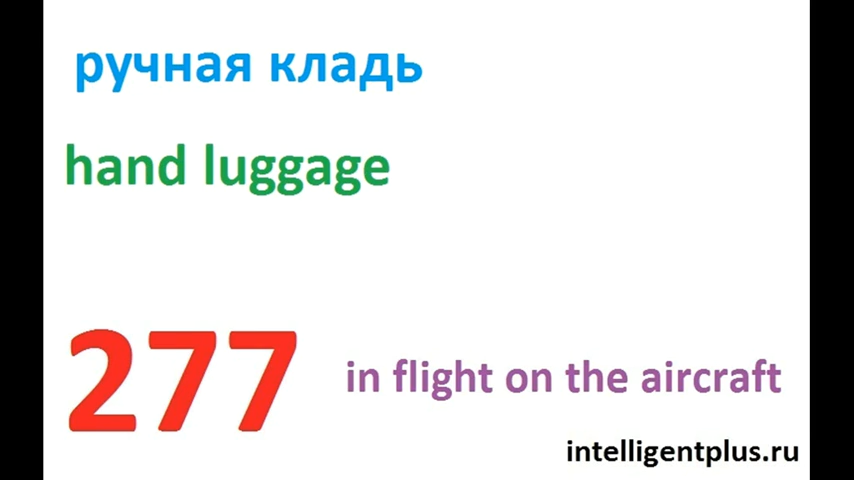 ручная кладь
hand luggage
277 in flight on the aircraft
intelligentplus.ru